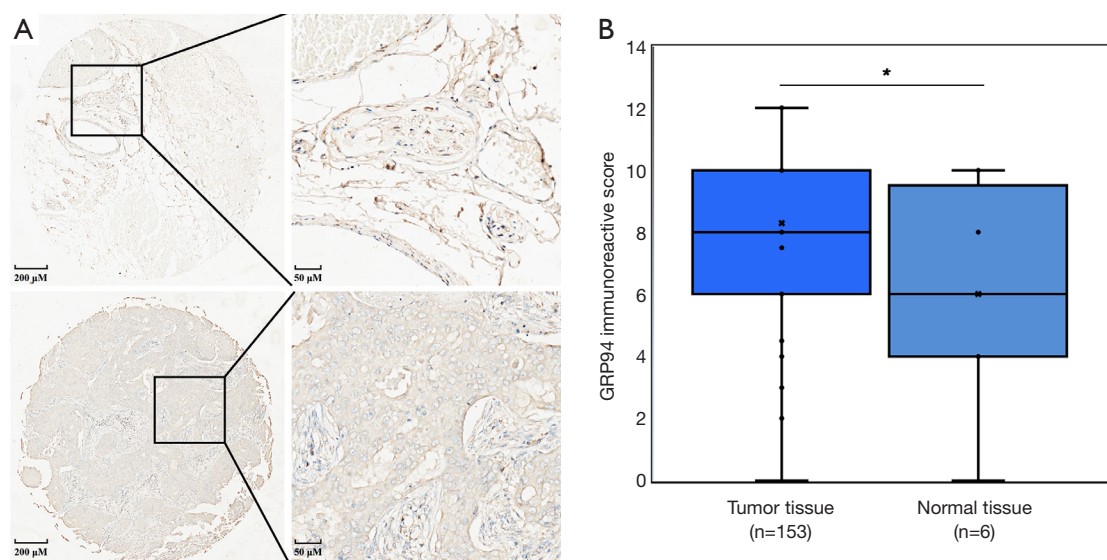 A
200 μM
50 μM
200 μM
50 μM
B
GRP94 immunoreactive score
14
12
10
8
6
4
2
0
*
Tumor tissue
(n=153)
Normal tissue
(n=6)